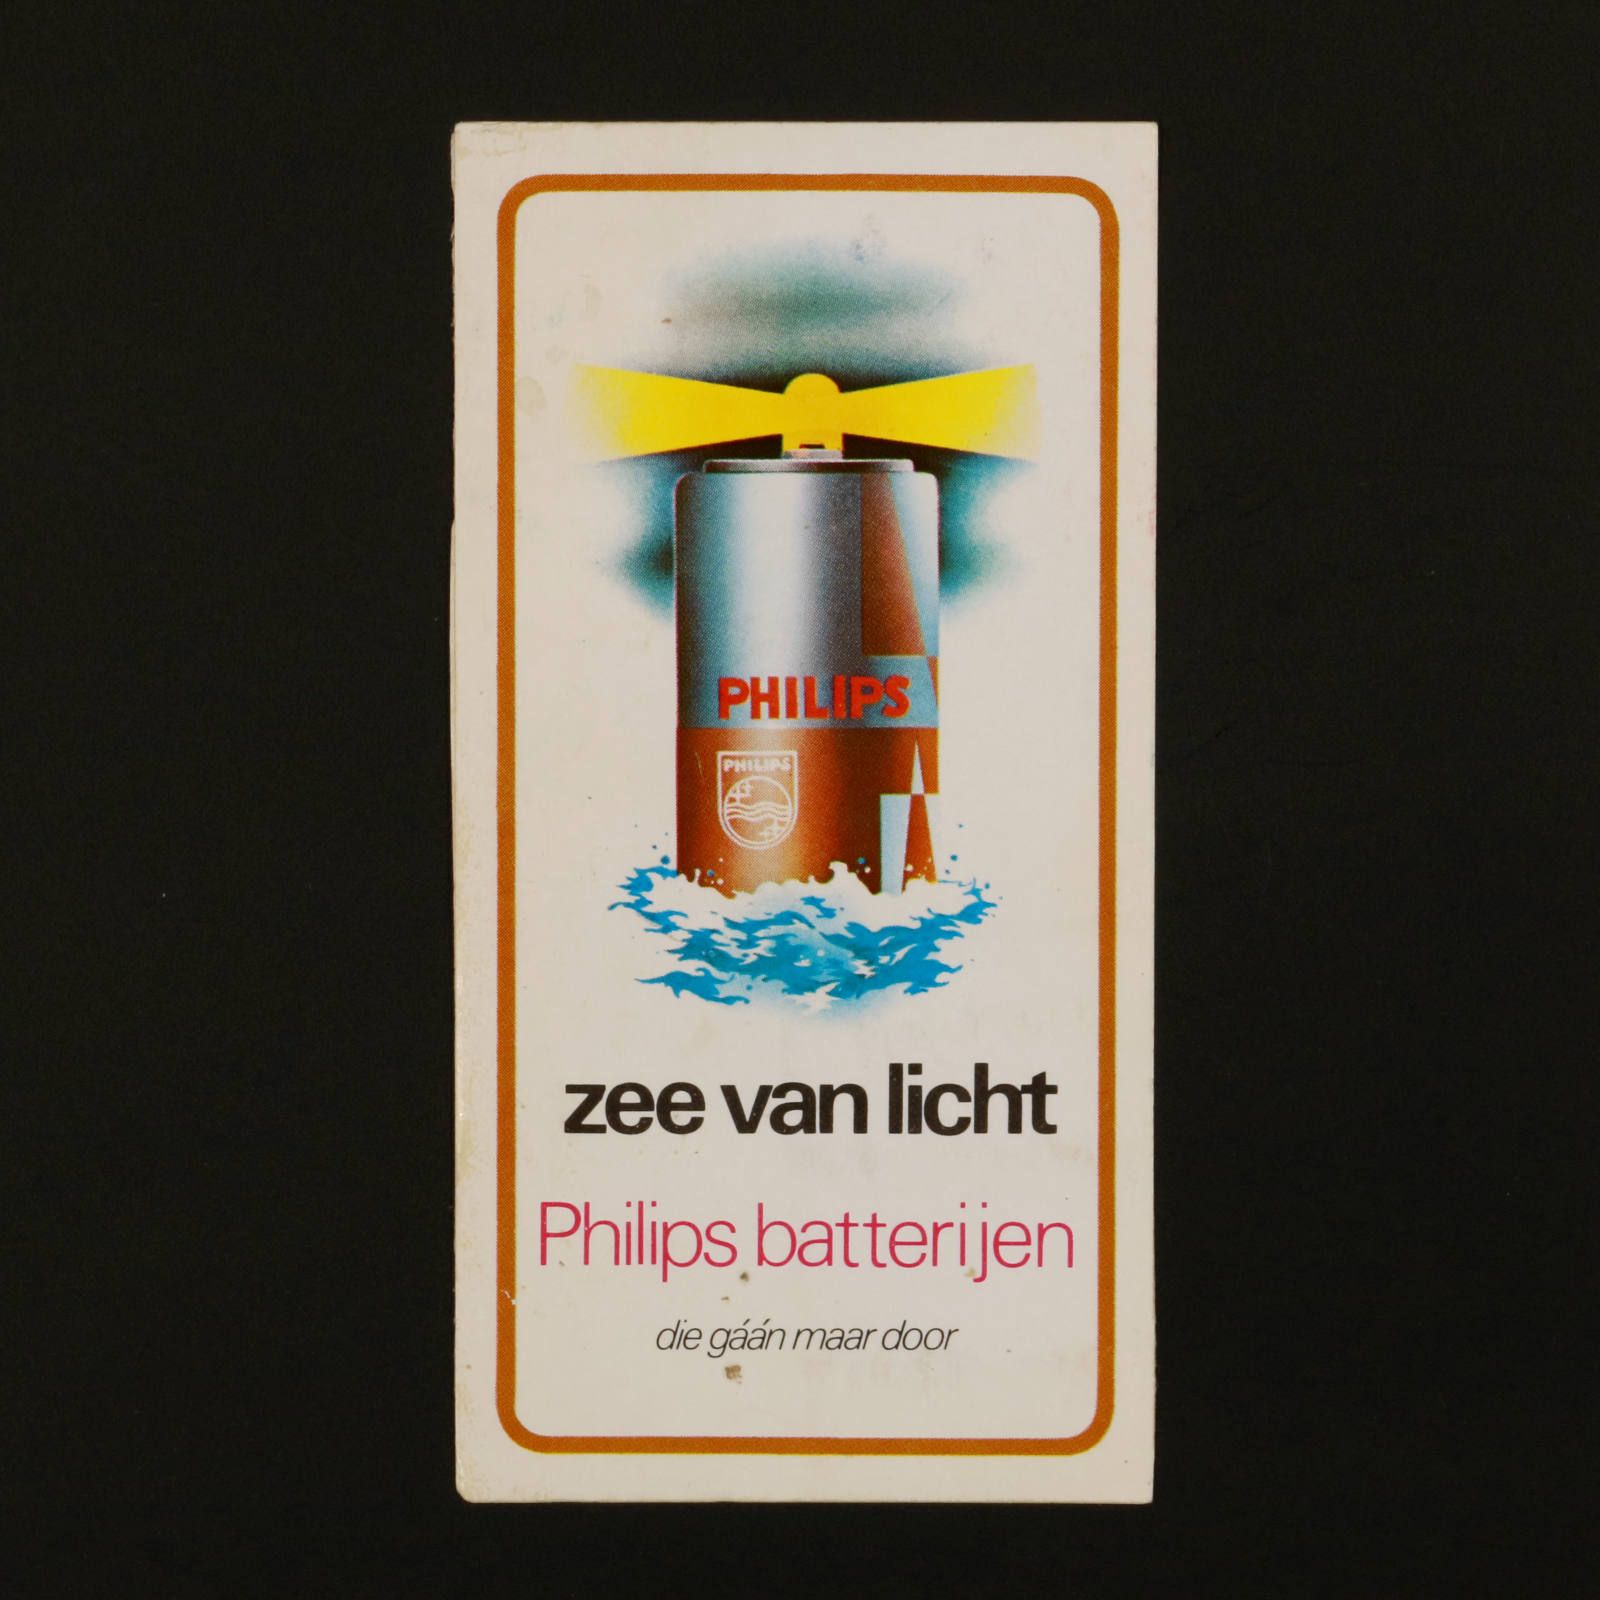 PHILIPS
PHILIPS
zee van licht
Philips batterijen
die gáán maar door